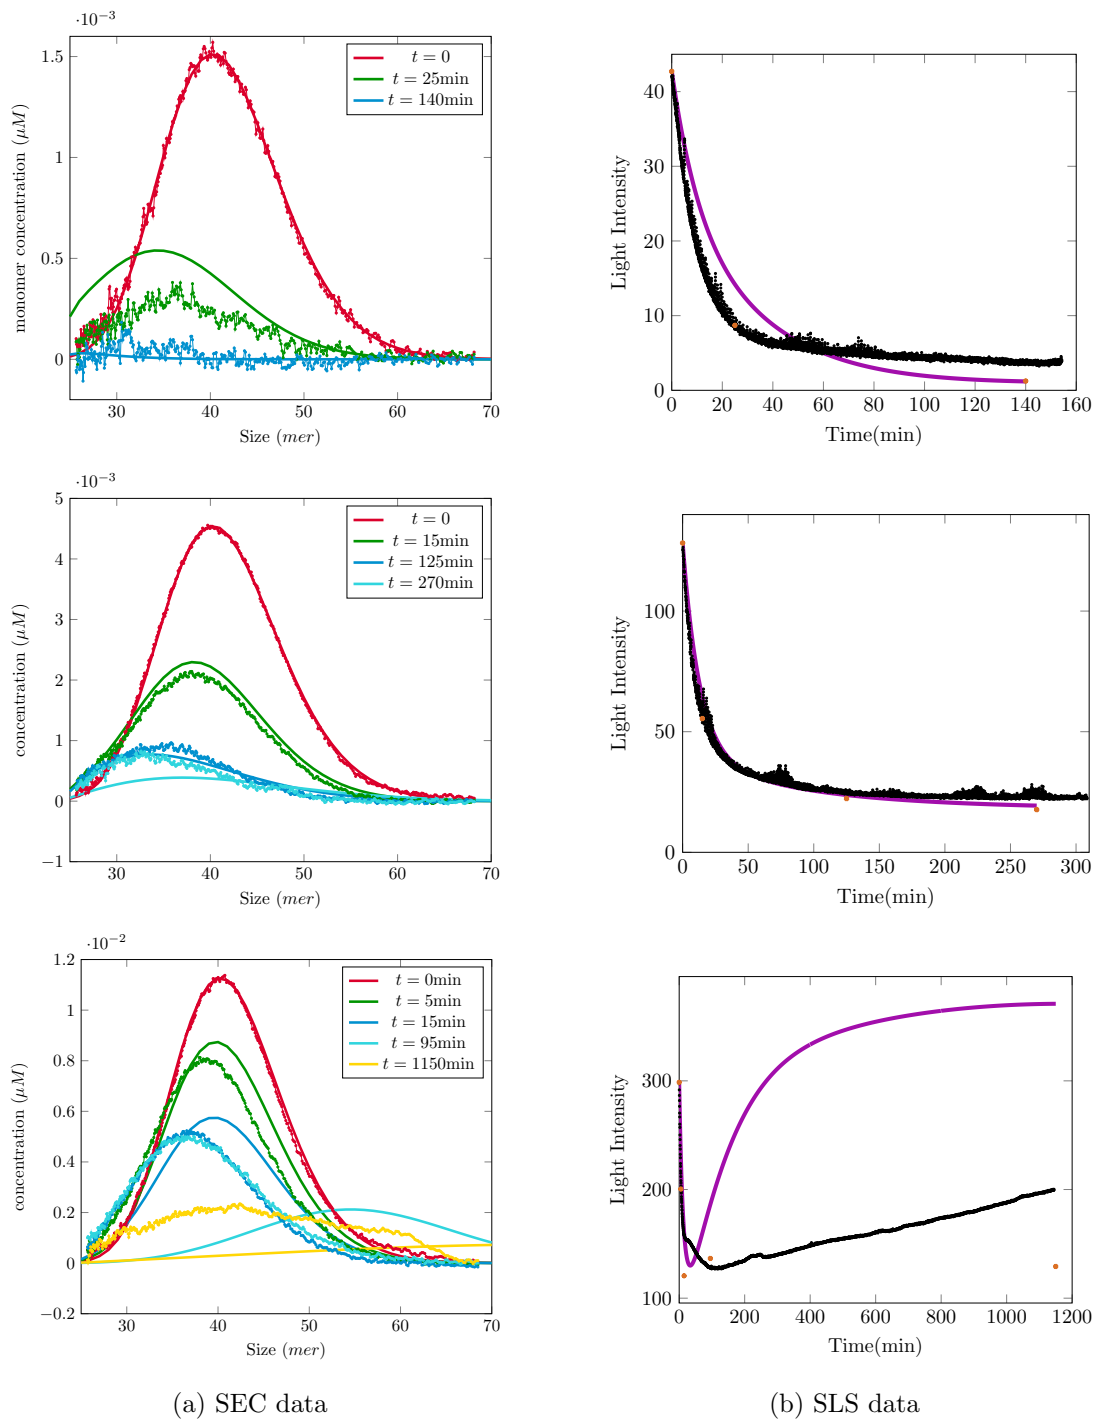 ·10⁻³
1.5
1
0.5
0
30 40 50 60 70
Size (mer)
monomer concentration (μM)
t = 0
t = 25min
t = 140min
40
30
20
10
0
0 20 40 60 80 100 120 140 160
Time(min)
Light Intensity
·10⁻³
5
4
3
2
1
0
−1
30 40 50 60 70
Size (mer)
concentration (μM)
t = 0
t = 15min
t = 125min
t = 270min
100
50
0
0 50 100 150 200 250 300
Time(min)
Light Intensity
·10⁻²
1.2
1
0.8
0.6
0.4
0.2
0
−0.2
30 40 50 60 70
Size (mer)
concentration (μM)
t = 0min
t = 5min
t = 15min
t = 95min
t = 1150min
300
200
100
0 200 400 600 800 1000 1200
Time(min)
Light Intensity
(a) SEC data
(b) SLS data